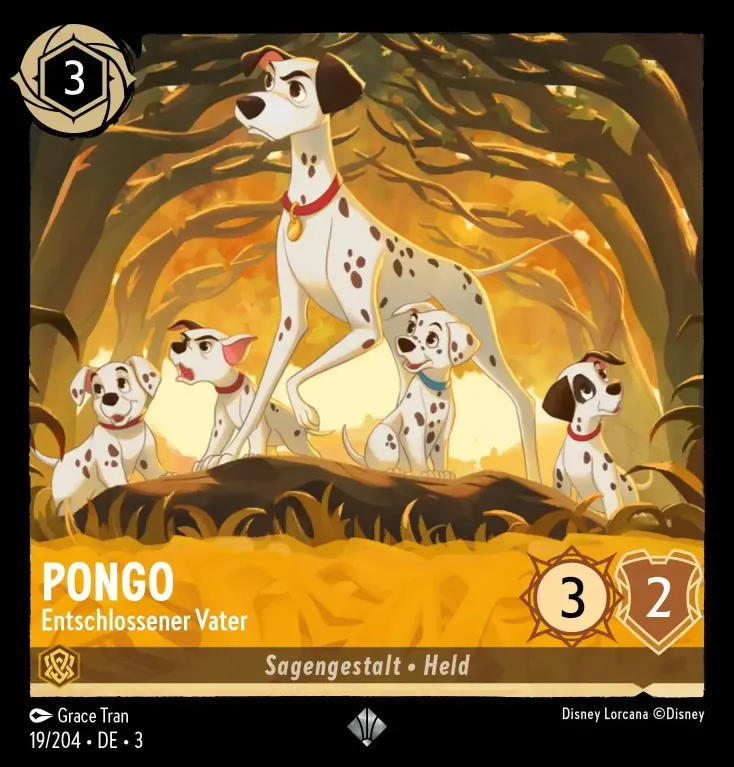 3
PONGO
Entschlossener Vater
3
2
Sagengestalt • Held
Grace Tran
Disney Lorcana ©Disney
19/204 • DE • 3